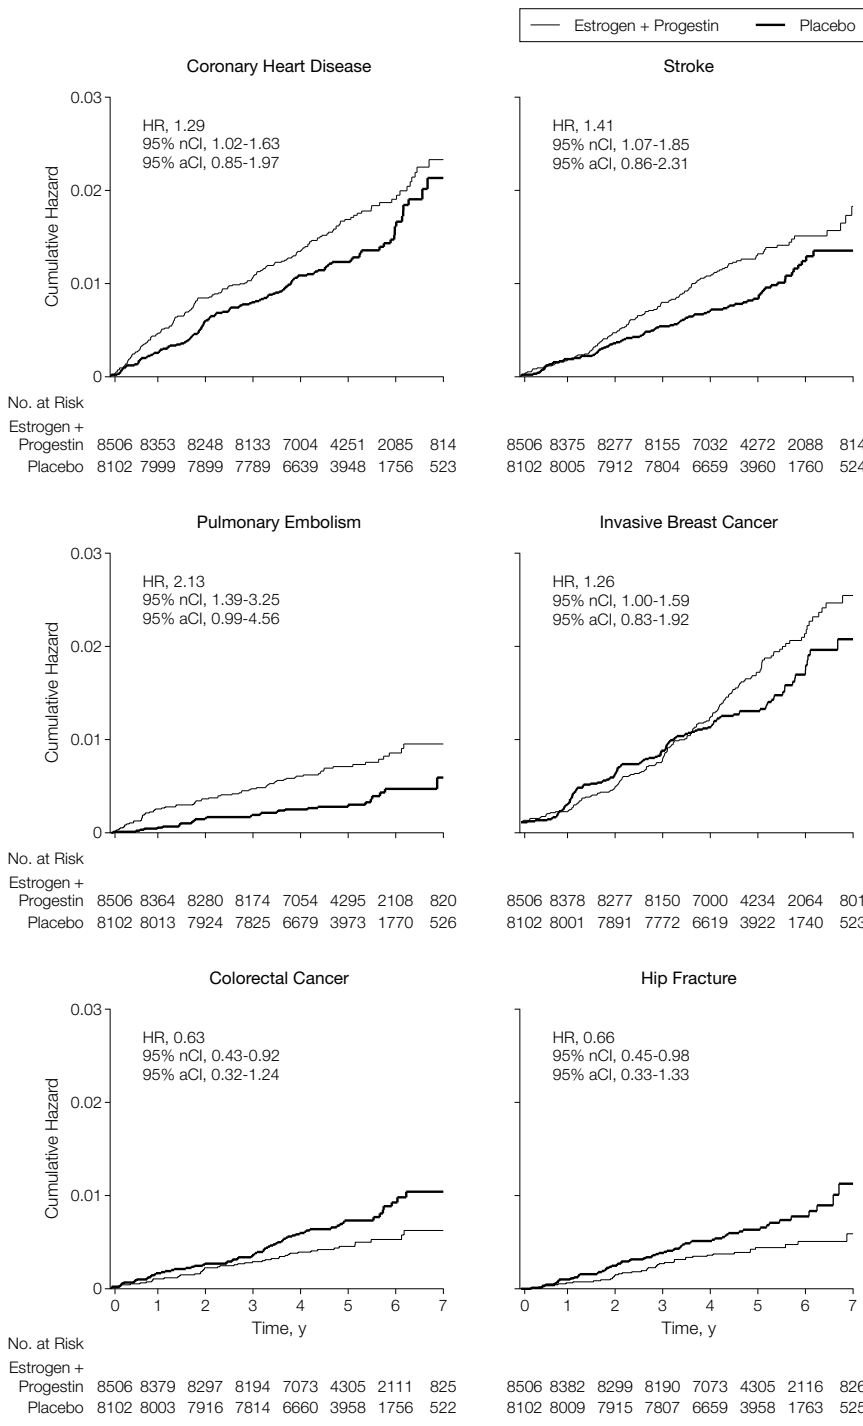 Estrogen + Progestin Placebo
Coronary Heart Disease
Stroke
0.03
0.02
0.01
0
Cumulative Hazard
HR, 1.29
95% nCI, 1.02-1.63
95% aCI, 0.85-1.97
HR, 1.41
95% nCI, 1.07-1.85
95% aCI, 0.86-2.31
No. at Risk
Estrogen +
Progestin 8506 8353 8248 8133 7004 4251 2085 814 8506 8375 8277 8155 7032 4272 2088 814
Placebo 8102 7999 7899 7789 6639 3948 1756 523 8102 8005 7912 7804 6659 3960 1760 524
Pulmonary Embolism
Invasive Breast Cancer
0.03
0.02
0.01
0
Cumulative Hazard
HR, 2.13
95% nCI, 1.39-3.25
95% aCI, 0.99-4.56
HR, 1.26
95% nCI, 1.00-1.59
95% aCI, 0.83-1.92
No. at Risk
Estrogen +
Progestin 8506 8364 8280 8174 7054 4295 2108 820 8506 8378 8277 8150 7000 4234 2064 801
Placebo 8102 8013 7924 7825 6679 3973 1770 526 8102 8001 7891 7772 6619 3922 1740 523
Colorectal Cancer
Hip Fracture
0.03
0.02
0.01
0
Cumulative Hazard
HR, 0.63
95% nCI, 0.43-0.92
95% aCI, 0.32-1.24
HR, 0.66
95% nCI, 0.45-0.98
95% aCI, 0.33-1.33
0 1 2 3 4 5 6 7 0 1 2 3 4 5 6 7
Time, y Time, y
No. at Risk
Estrogen +
Progestin 8506 8379 8297 8194 7073 4305 2111 825 8506 8382 8299 8190 7073 4305 2116 826
Placebo 8102 8003 7916 7814 6660 3958 1756 522 8102 8009 7915 7807 6659 3958 1763 525